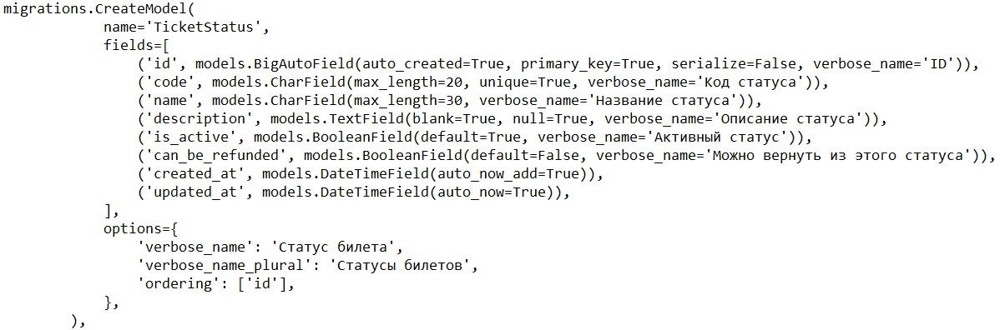 migrations.CreateModel(
            name='TicketStatus',
            fields=[
                ('id', models.BigAutoField(auto_created=True, primary_key=True, serialize=False, verbose_name='ID')),
                ('code', models.CharField(max_length=20, unique=True, verbose_name='Код статуса')),
                ('name', models.CharField(max_length=30, verbose_name='Название статуса')),
                ('description', models.TextField(blank=True, null=True, verbose_name='Описание статуса')),
                ('is_active', models.BooleanField(default=True, verbose_name='Активный статус')),
                ('can_be_refunded', models.BooleanField(default=False, verbose_name='Можно вернуть из этого статуса')),
                ('created_at', models.DateTimeField(auto_now_add=True)),
                ('updated_at', models.DateTimeField(auto_now=True)),
            ],
            options={
                'verbose_name': 'Статус билета',
                'verbose_name_plural': 'Статусы билетов',
                'ordering': ['id'],
            },
        ),